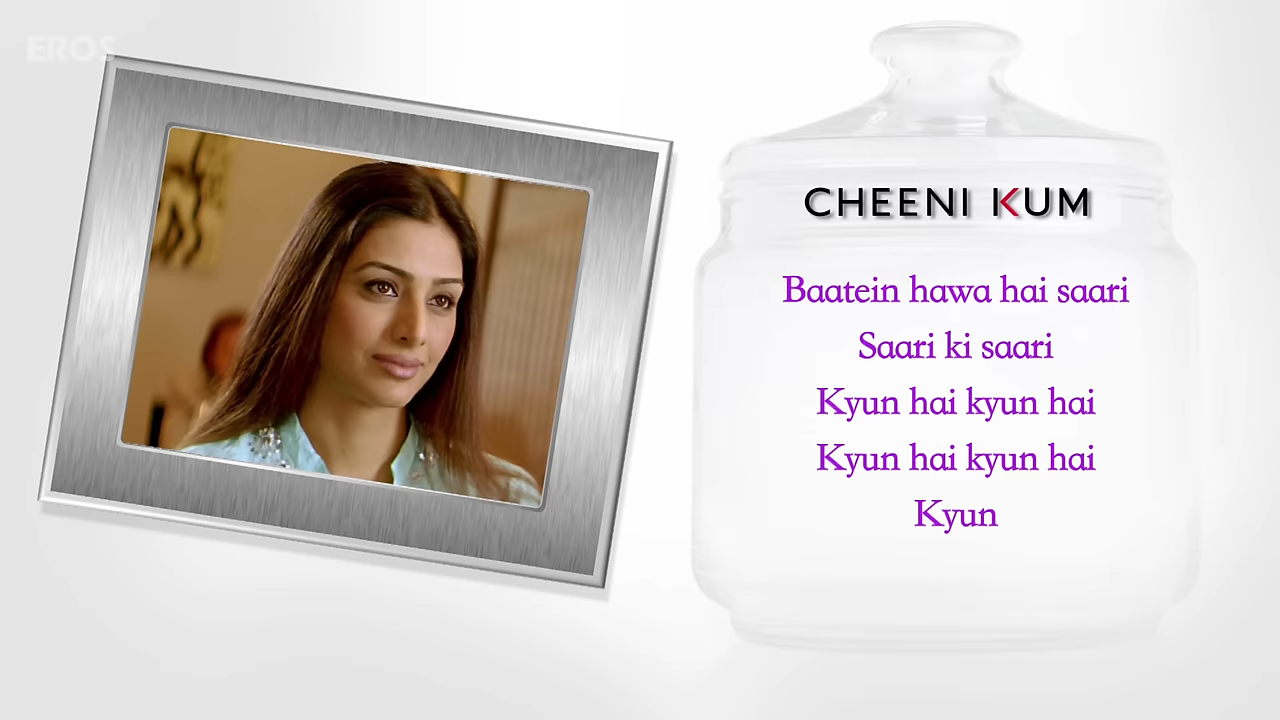 EROS
CHEENI KUM
Baatein hawa hai saari
Saari ki saari
Kyun hai kyun hai
Kyun hai kyun hai
Kyun